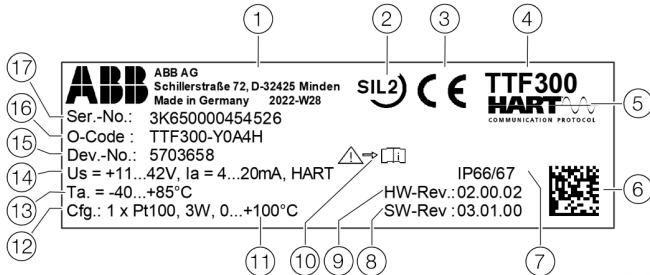 1
2
3
4
17
ABB
ABB AG
Schillerstraße 72, D-32425 Minden
Made in Germany 2022-W28
SIL2
CE
TTF300
HART
COMMUNICATION PROTOCOL
5
Ser.-No.: 3K650000454526
16
O-Code : TTF300-Y0A4H
15
Dev.-No.: 5703658
i
14
Us = +11...42V, Ia = 4...20mA, HART
IP66/67
6
13
Ta. = -40...+85°C
HW-Rev.: 02.00.02
12
Cfg.: 1 x Pt100, 3W, 0...+100°C
SW-Rev : 03.01.00
11
10
9
8
7